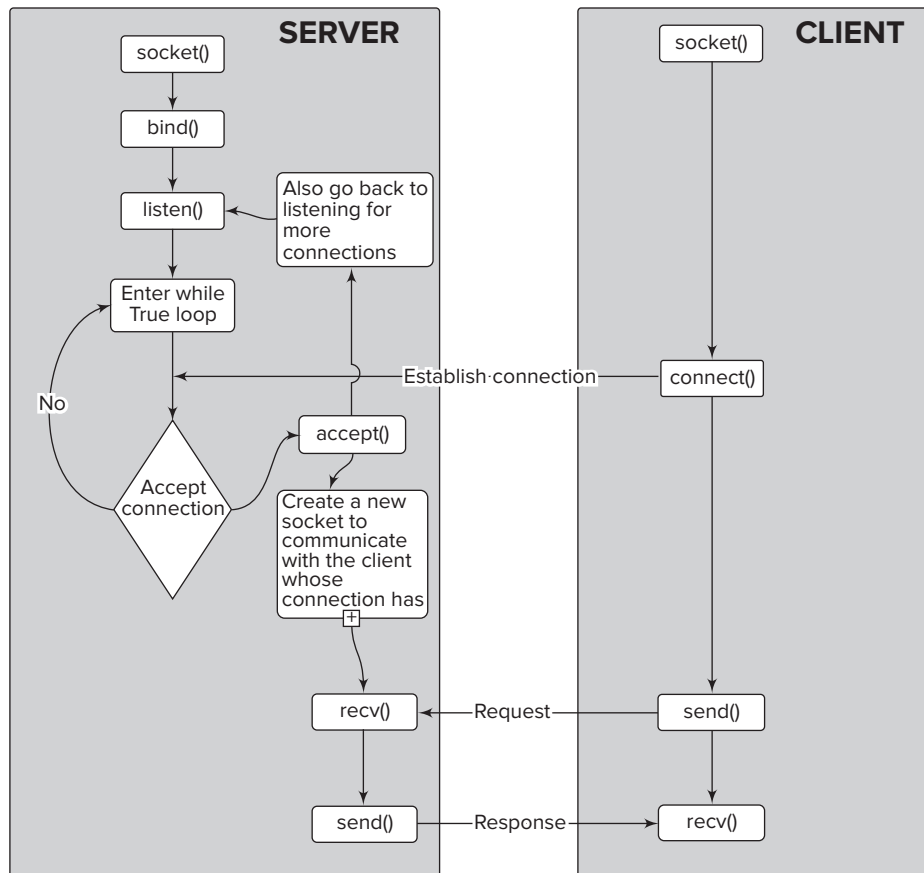 SERVER
socket()
bind()
listen()
Also go back to
listening for
more
connections
Enter while
True loop
No
Accept
connection
accept()
Create a new
socket to
communicate
with the client
whose
connection has
+
recv()
send()
Establish connection
Request
Response
CLIENT
socket()
connect()
send()
recv()